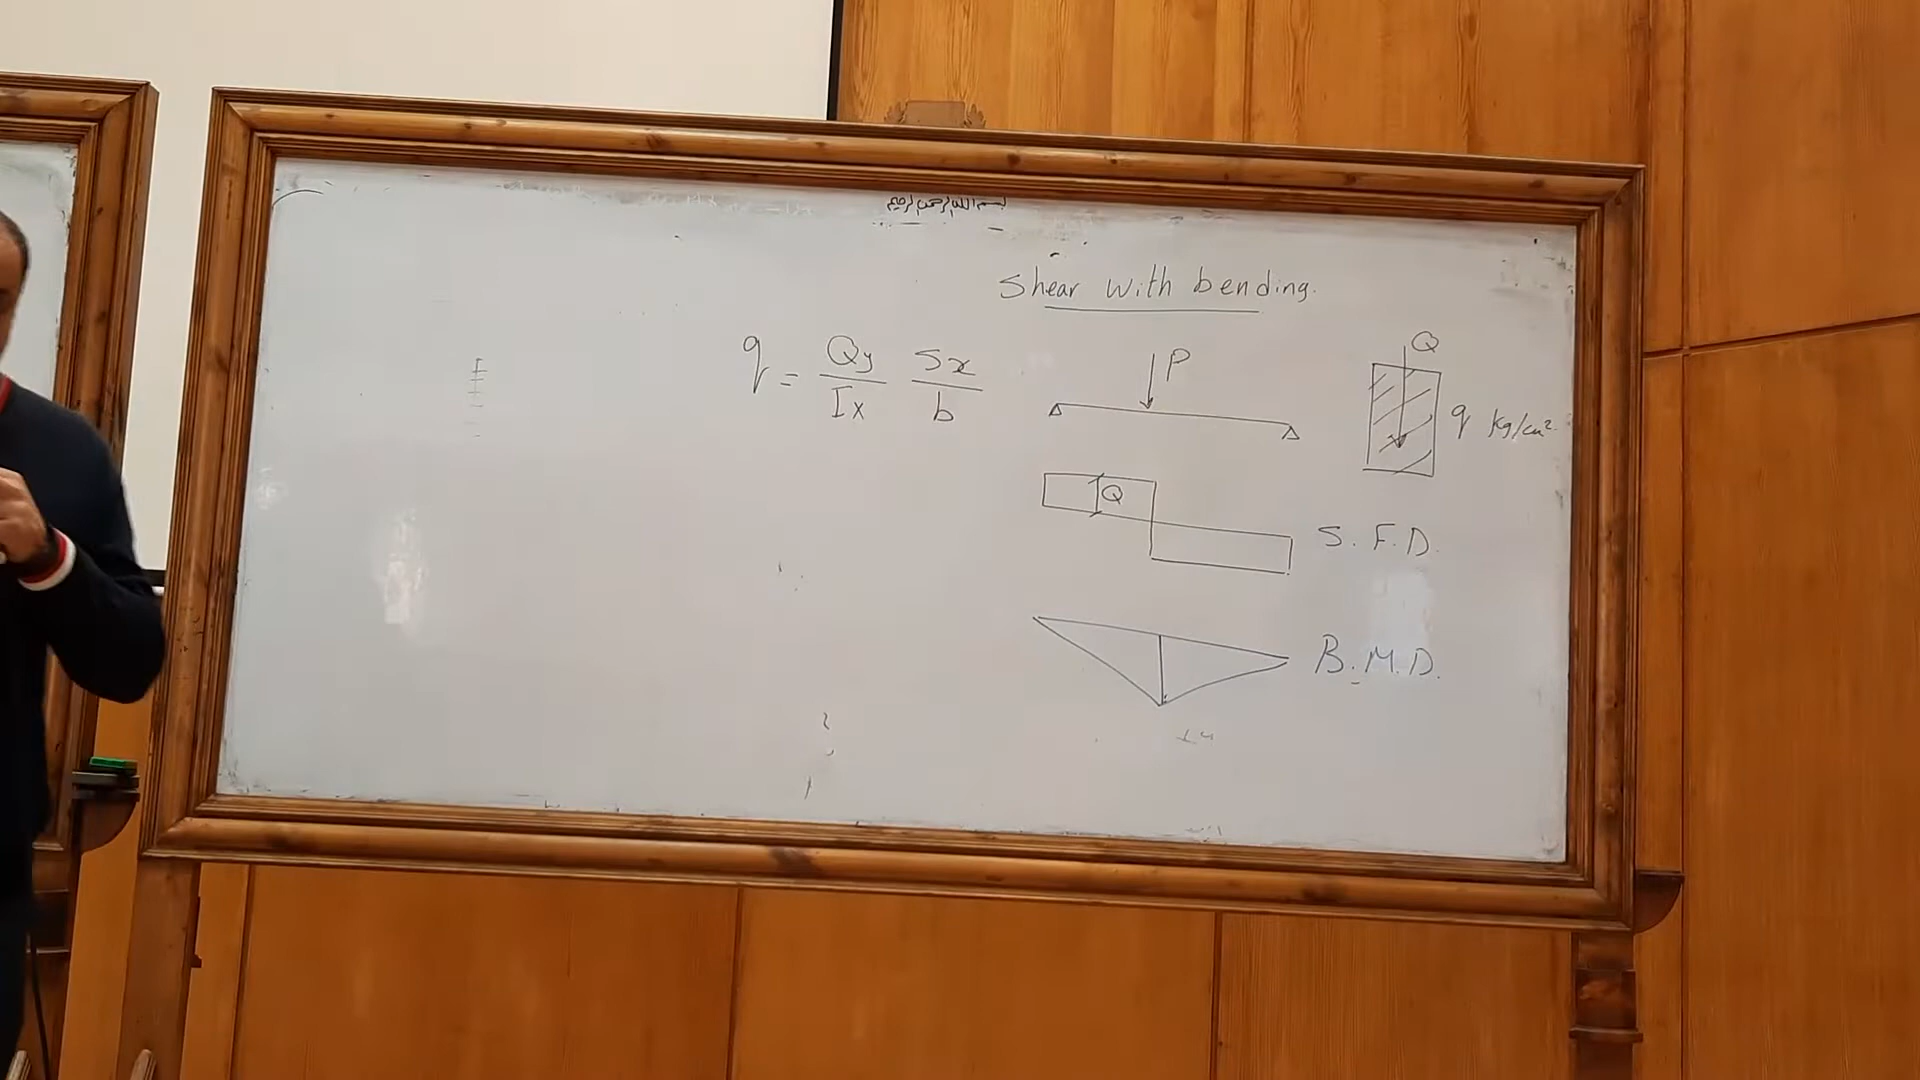 بسم الله الرحمن الرحيم
Shear with bending.
q = Qy/Ix Sx/b
P
Q
q kg/cm².
Q
S.F.D.
B.M.D.